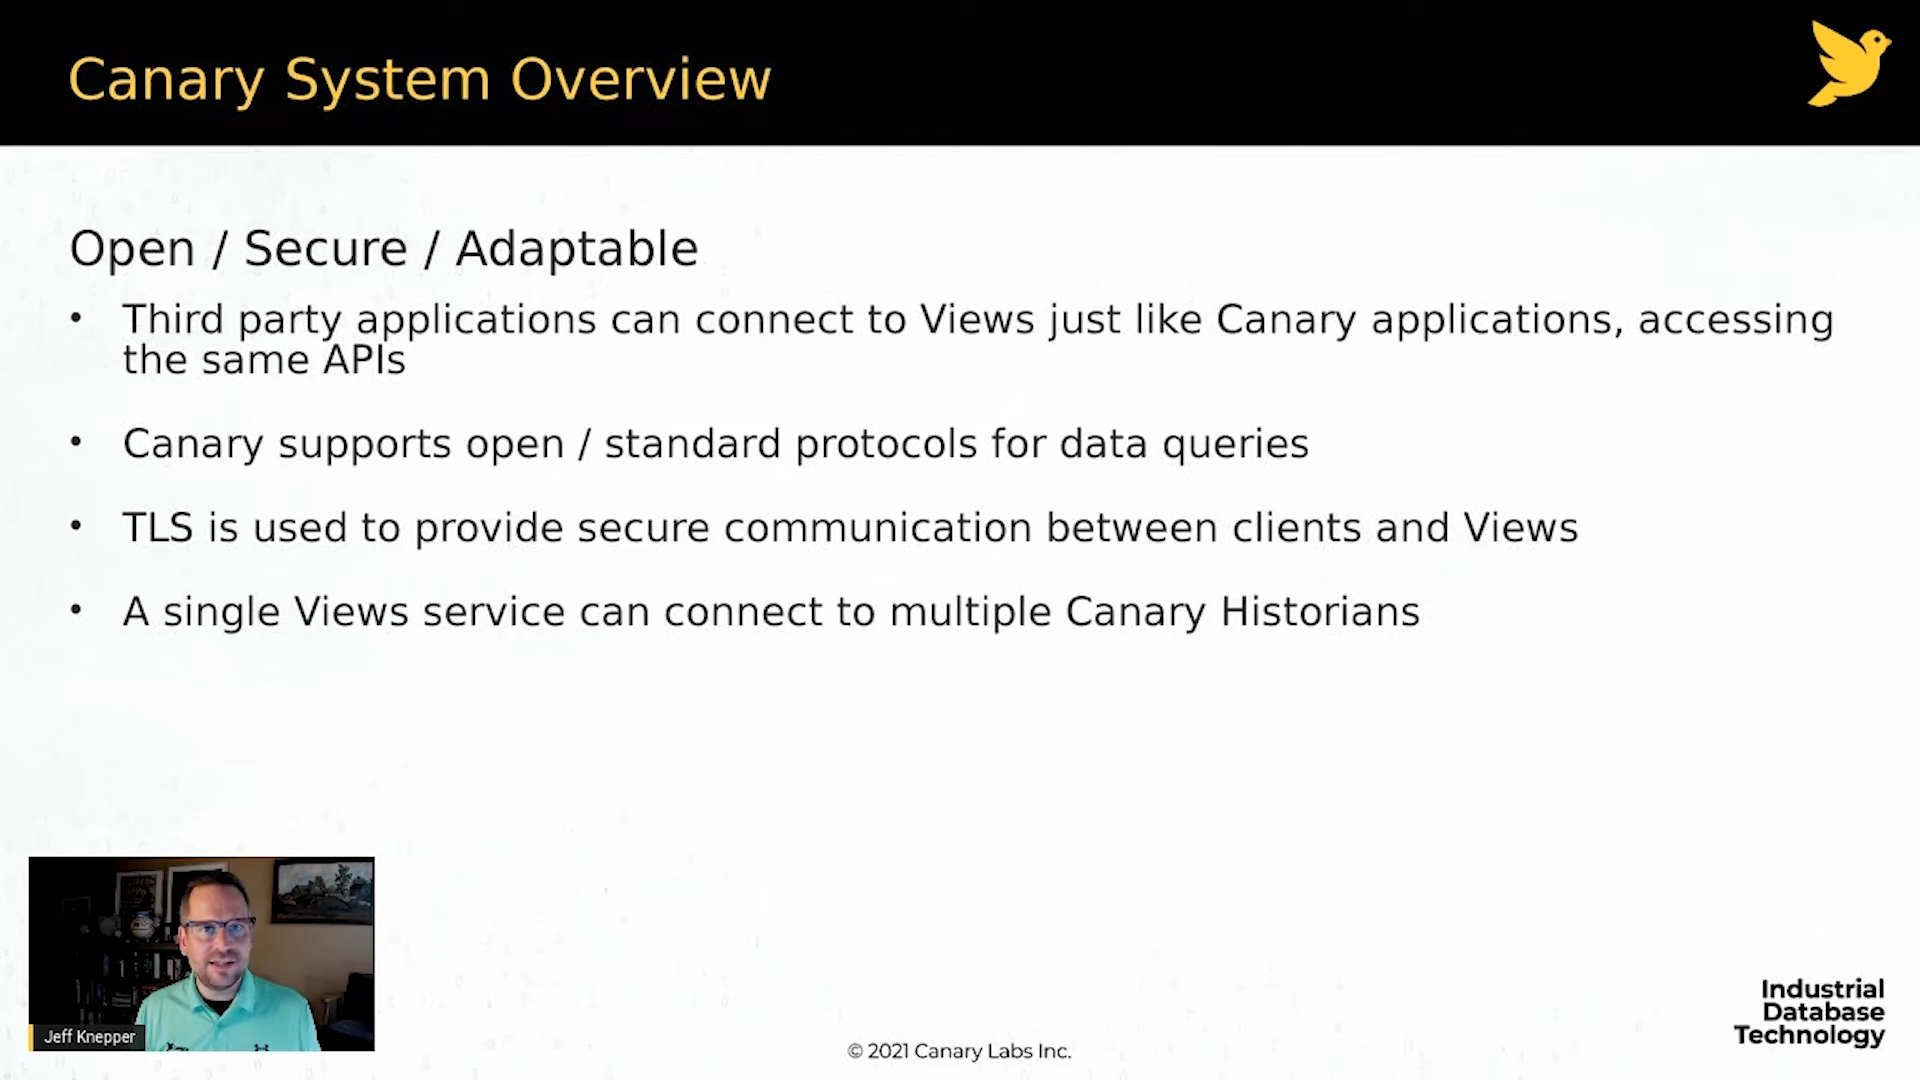 Canary System Overview
Open / Secure / Adaptable
• Third party applications can connect to Views just like Canary applications, accessing
the same APIs
• Canary supports open / standard protocols for data queries
• TLS is used to provide secure communication between clients and Views
• A single Views service can connect to multiple Canary Historians
Jeff Knepper
© 2021 Canary Labs Inc.
Industrial
Database
Technology